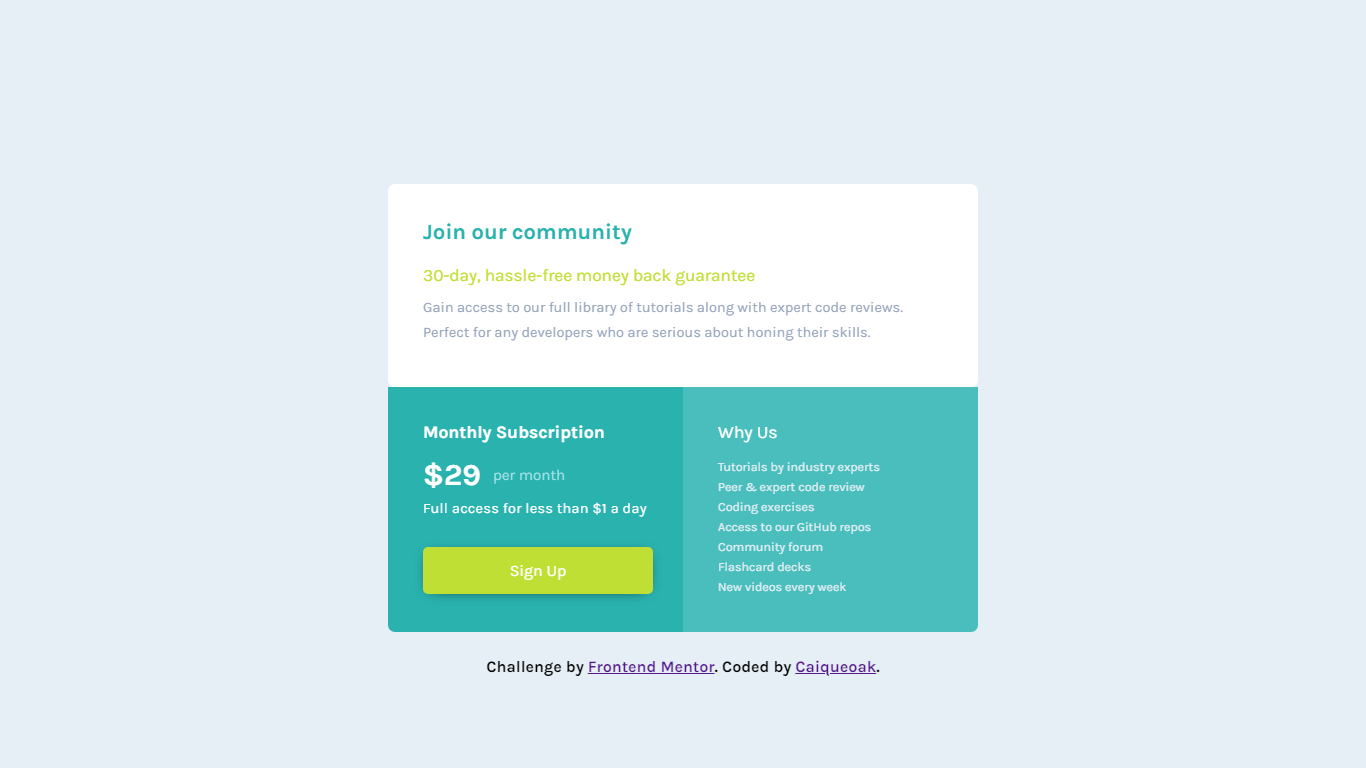 Join our community
30-day, hassle-free money back guarantee
Gain access to our full library of tutorials along with expert code reviews.
Perfect for any developers who are serious about honing their skills.
Monthly Subscription
$29 per month
Full access for less than $1 a day
Sign Up
Why Us
Tutorials by industry experts
Peer & expert code review
Coding exercises
Access to our GitHub repos
Community forum
Flashcard decks
New videos every week
Challenge by Frontend Mentor. Coded by Caiqueoak.